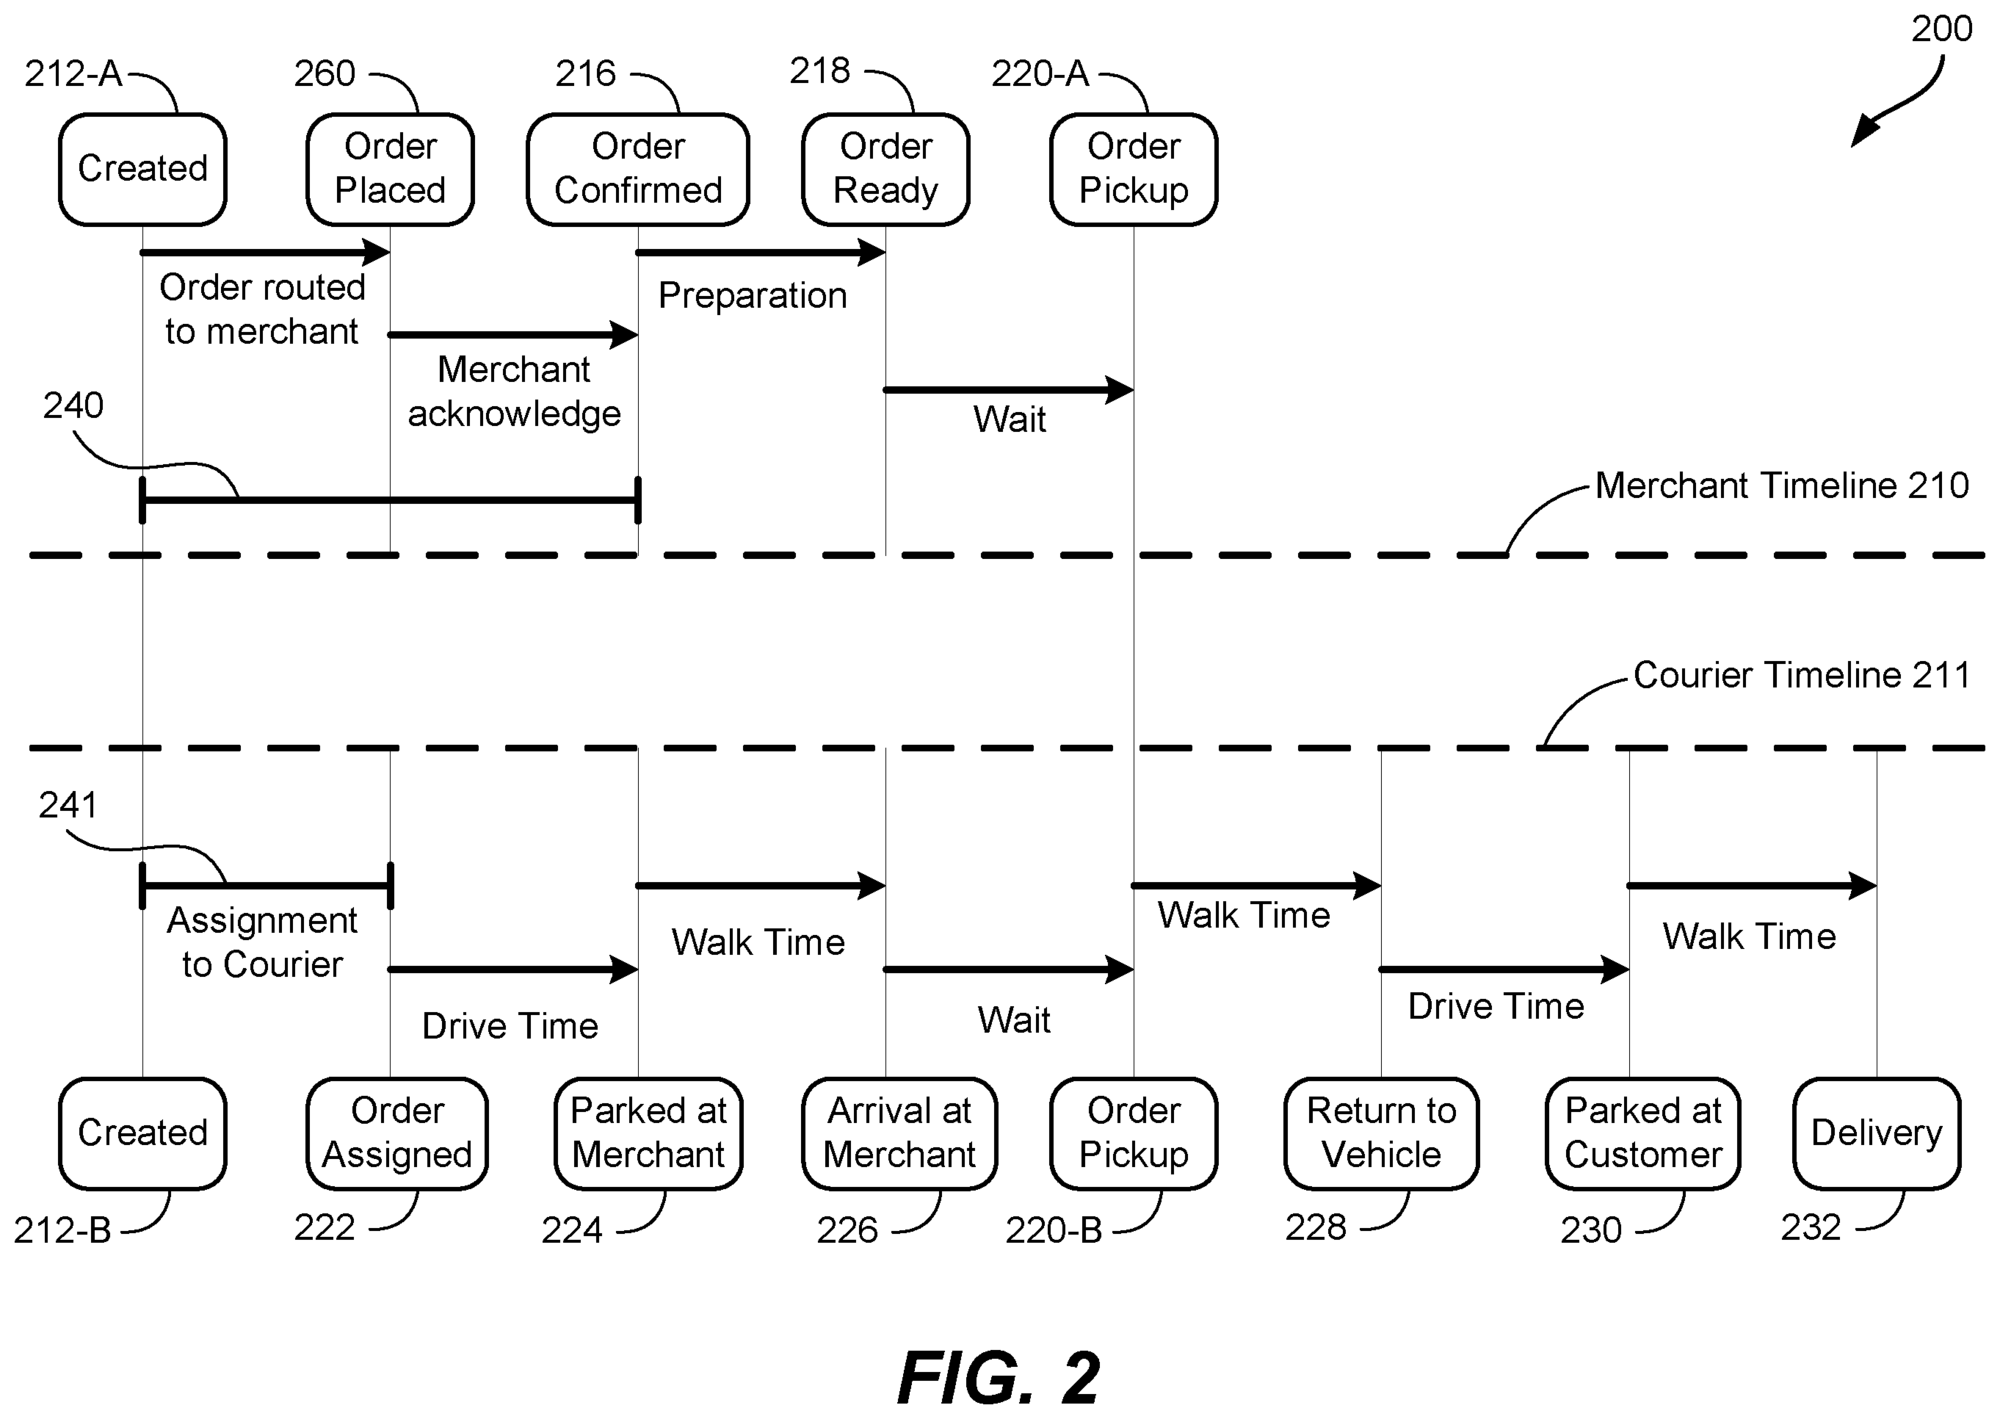 200
212-A
260
216
218
220-A
Created
Order
Placed
Order
Confirmed
Order
Ready
Order
Pickup
Order routed
to merchant
Preparation
Merchant
acknowledge
Wait
240
Merchant Timeline 210
Courier Timeline 211
241
Assignment
to Courier
Walk Time
Walk Time
Walk Time
Drive Time
Wait
Drive Time
Created
Order
Assigned
Parked at
Merchant
Arrival at
Merchant
Order
Pickup
Return to
Vehicle
Parked at
Customer
Delivery
212-B
222
224
226
220-B
228
230
232
FIG. 2